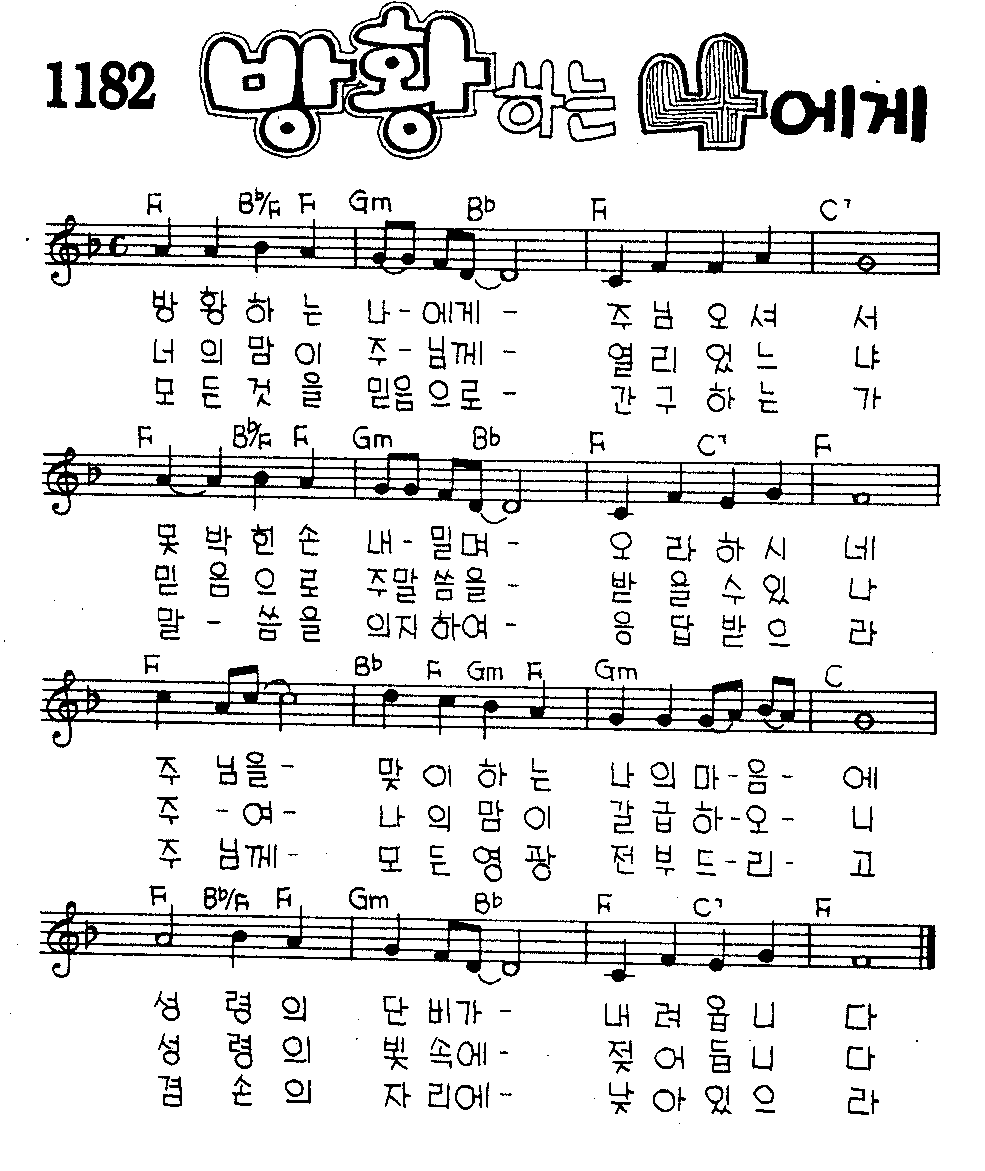 1182 방황하는 나에게
F B♭/F F Gm B♭ F C7
방 황 하 는 나 - 에게 - 주 님 오 셔 서
너 의 맘 이 주 - 님께 - 열 리 었 느 냐
모 든 것 을 믿음 으로 - 간 구 하 는 가
F B♭/F F Gm B♭ F C7 F
못 박 힌 손 내 - 밀며 - 오 라 하 시 네
믿 음 으 로 주말 씀을 - 받 을 수 있 나
말 - 씀 을 의지 하여 - 응 답 받 으 라
F B♭ F Gm F Gm C
주 님을 - 맞 이 하 는 나 의 마 - 음 - 에
주 - 여 - 나 의 맘 이 갈 급 하 - 오 - 니
주 님께 - 모 든 영 광 전 부 드 - 리 - 고
F B♭/F F Gm B♭ F C7 F
성 령 의 단 비가 - 내 려 옵 니 다
성 령 의 빛 속에 - 젖 어 듭 니 다
겸 손 의 자 리에 - 낮 아 있 으 라